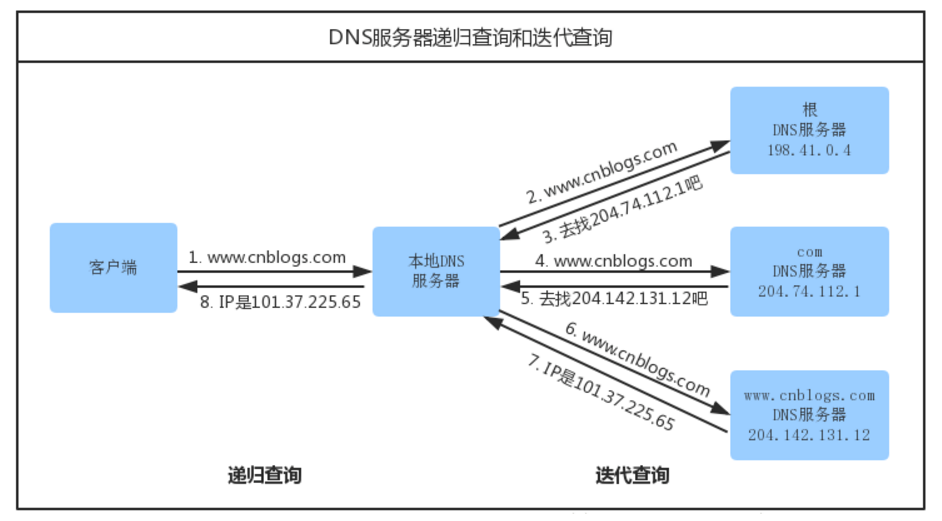 DNS服务器递归查询和迭代查询
根
DNS服务器
198.41.0.4
2. www.cnblogs.com
3. 去找204.74.112.1吧
客户端
1. www.cnblogs.com
8. IP是101.37.225.65
本地DNS
服务器
4. www.cnblogs.com
5. 去找204.142.131.12吧
com
DNS服务器
204.74.112.1
6. www.cnblogs.com
7. IP是101.37.225.65
www.cnblogs.com
DNS服务器
204.142.131.12
递归查询
迭代查询